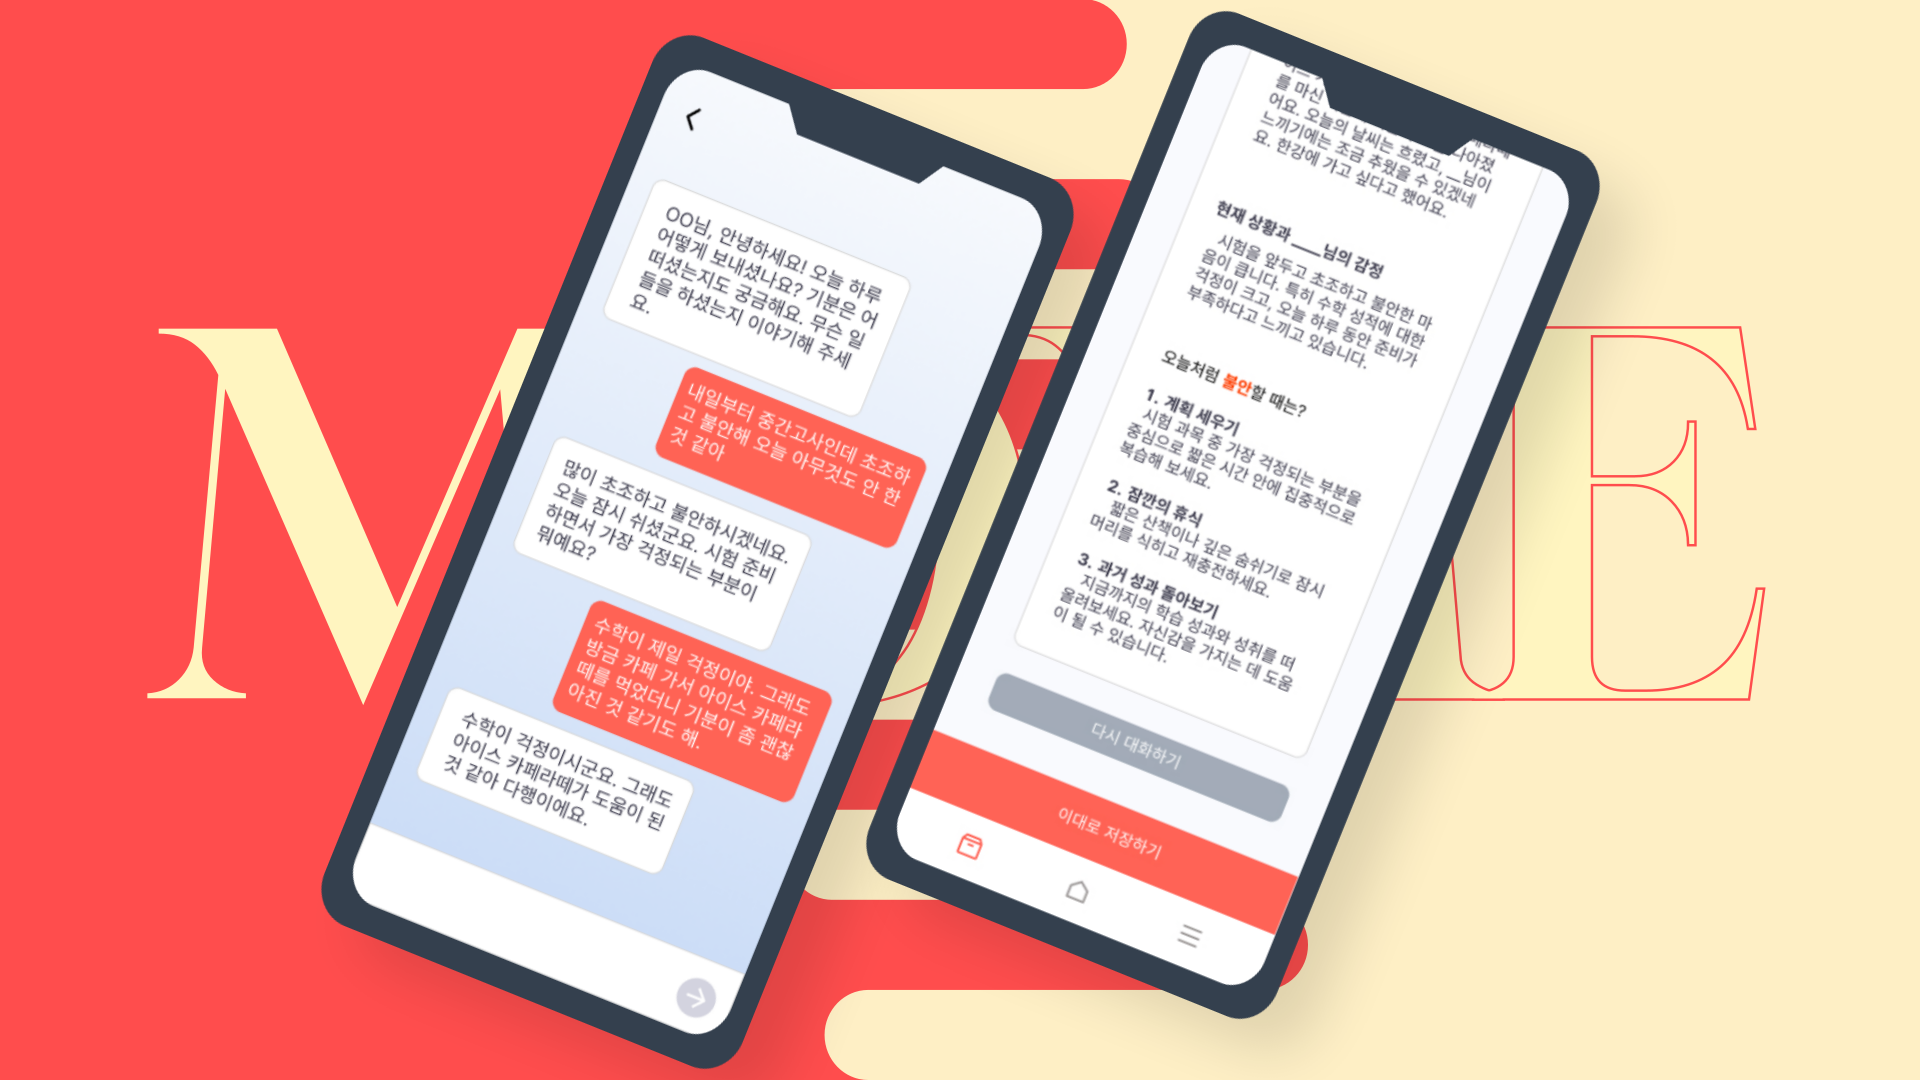 M
E
OO님, 안녕하세요! 오늘 하루
어떻게 보내셨나요? 기분은 어
떠셨는지도 궁금해요. 무슨 일
들을 하셨는지 이야기해 주세
요.
내일부터 중간고사인데 초조하
고 불안해 오늘 아무것도 안 한
것 같아
많이 초조하고 불안하시겠네요.
오늘 잠시 쉬셨군요. 시험 준비
하면서 가장 걱정되는 부분이
뭐예요?
수학이 제일 걱정이야. 그래도
방금 카페 가서 아이스 카페라
떼를 먹었더니 기분이 좀 괜찮
아진 것 같기도 해.
수학이 걱정이시군요. 그래도
아이스 카페라떼가 도움이 된
것 같아 다행이에요.
를 마신 나아졌
어요. 오늘의 날씨는 흐렸고, __님이
느끼기에는 조금 추웠을 수 있겠네
요. 한강에 가고 싶다고 했어요.
현재 상황과 ____님의 감정
시험을 앞두고 초조하고 불안한 마
음이 큽니다. 특히 수학 성적에 대한
걱정이 크고, 오늘 하루 동안 준비가
부족하다고 느끼고 있습니다.
오늘처럼 불안할 때는?
1. 계획 세우기
시험 과목 중 가장 걱정되는 부분을
중심으로 짧은 시간 안에 집중적으로
복습해 보세요.
2. 잠깐의 휴식
짧은 산책이나 깊은 숨쉬기로 잠시
머리를 식히고 재충전하세요.
3. 과거 성과 돌아보기
지금까지의 학습 성과와 성취를 떠
올려보세요. 자신감을 가지는 데 도움
이 될 수 있습니다.
다시 대화하기
이대로 저장하기